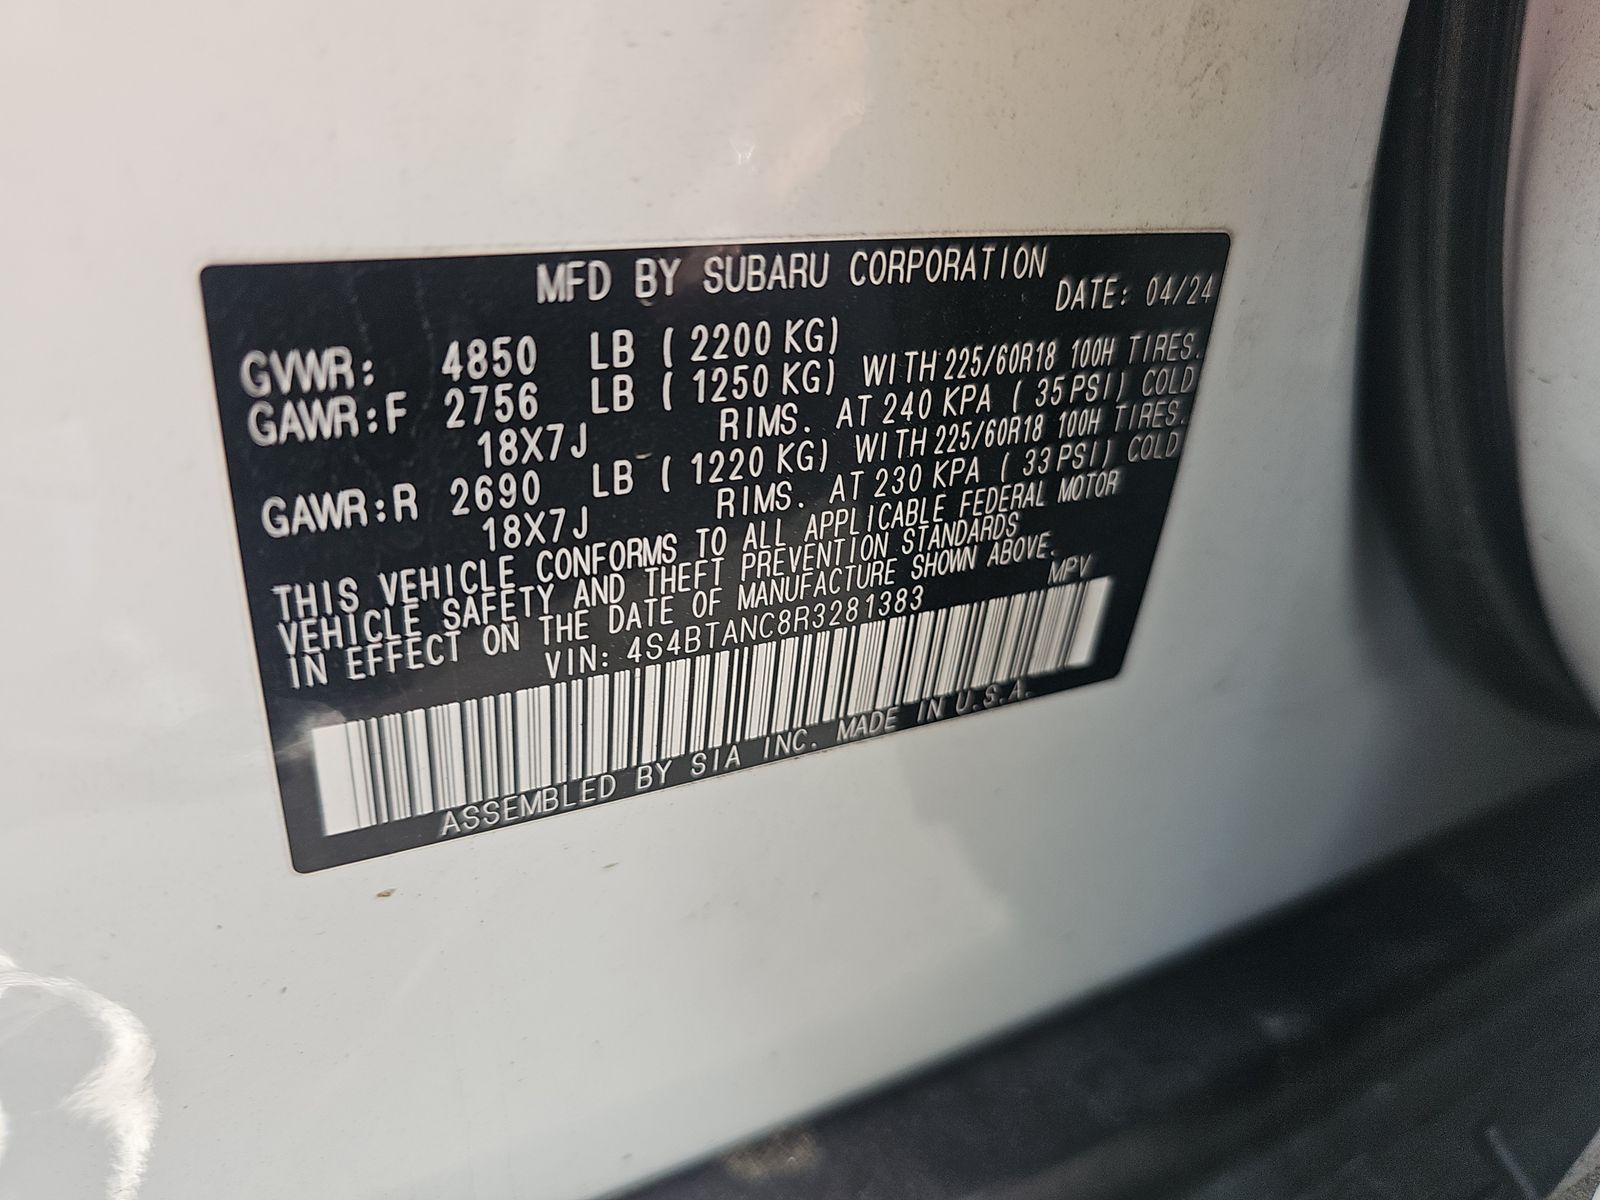 MFD BY SUBARU CORPORATION
DATE: 04/24
GVWR: 4850 LB ( 2200 KG)
GAWR:F 2756 LB ( 1250 KG) WITH 225/60R18 100H TIRES.
18X7J RIMS. AT 240 KPA ( 35 PSI) COLD
GAWR:R 2690 LB ( 1220 KG) WITH 225/60R18 100H TIRES.
18X7J RIMS. AT 230 KPA ( 33 PSI) COLD
THIS VEHICLE CONFORMS TO ALL APPLICABLE FEDERAL MOTOR
VEHICLE SAFETY AND THEFT PREVENTION STANDARDS
IN EFFECT ON THE DATE OF MANUFACTURE SHOWN ABOVE.
VIN: 4S4BTANC8R3281383 MPV
ASSEMBLED BY SIA INC. MADE IN U.S.A.